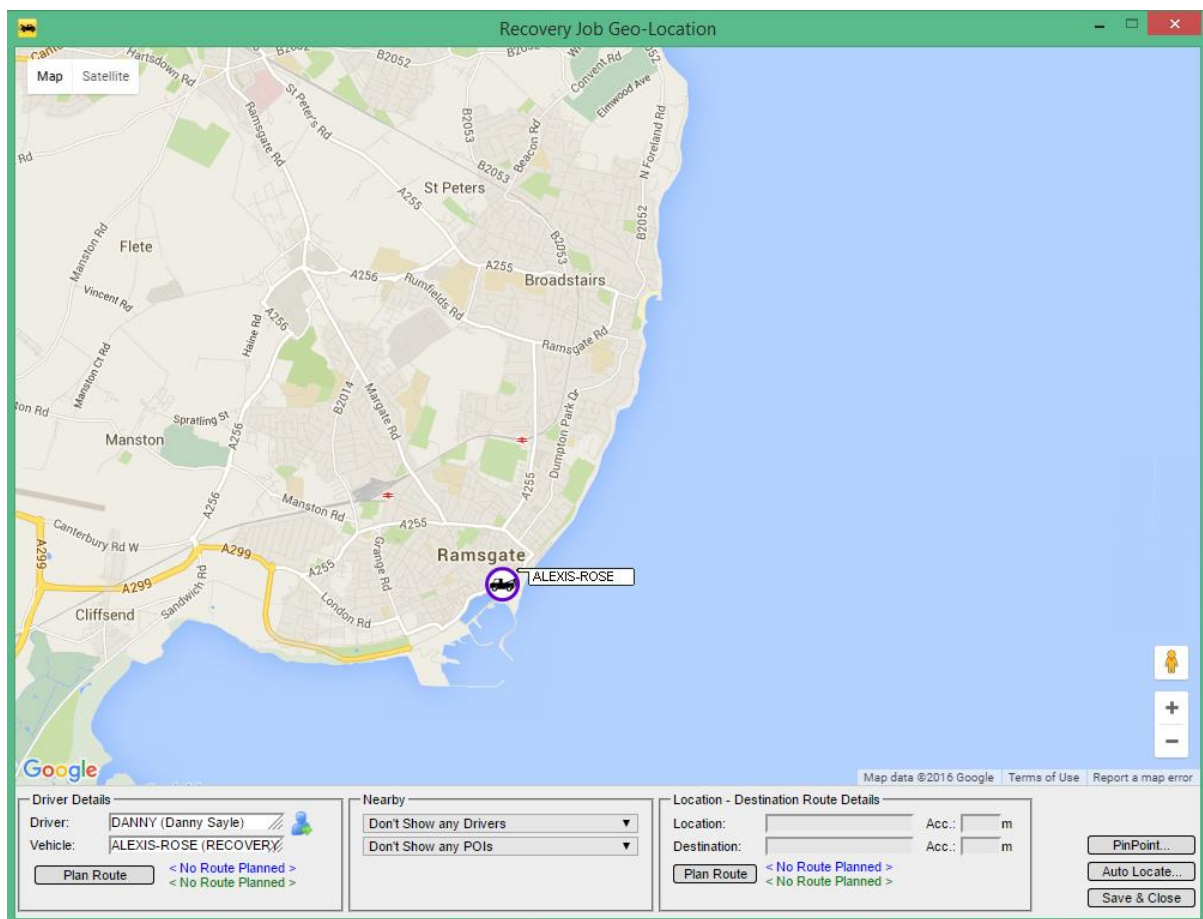 Recovery Job Geo-Location
Map Satellite
Hartsdown Rd
B2052
B2052
Convent Rd
B2052
Elmwood Ave
St Peter's Rd
Ramsgate Rd
B2053
Beacon Rd
N Foreland Rd
B2053
Rd
St Peters
A255
B2052
Manston Rd
Flete
B2053
A255
A256
Rumfields Rd
Broadstairs
Vincent Rd
A256
Haine Rd
Ramsgate Rd
Manston Ct Rd
B2014
Margate Rd
Dumpton Park Dr
ton Rd
Spratling St
A256
Manston
A255
A256
Manston Rd
A255
Canterbury Rd W
Grange Rd
Ramsgate
A299
A299
A255
ALEXIS-ROSE
A299
Sandwich Rd
London Rd
Cliffsend
+
−
Google
Map data ©2016 Google Terms of Use Report a map error
Driver Details
Driver: DANNY (Danny Sayle)
Vehicle: ALEXIS-ROSE (RECOVERY)
Plan Route
< No Route Planned >
< No Route Planned >
Nearby
Don't Show any Drivers
Don't Show any POIs
Location - Destination Route Details
Location: Acc.: m
Destination: Acc.: m
Plan Route
< No Route Planned >
< No Route Planned >
PinPoint...
Auto Locate...
Save & Close